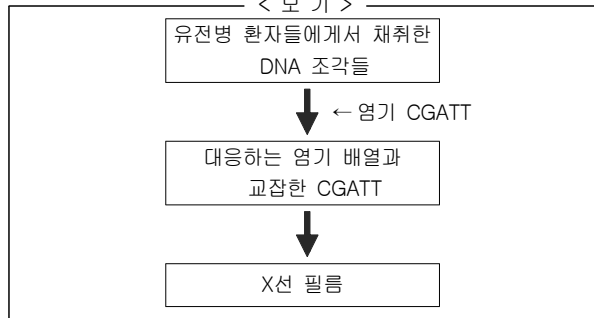 < 보 기 >
유전병 환자들에게서 채취한
DNA 조각들
← 염기 CGATT
대응하는 염기 배열과
교잡한 CGATT
X선 필름